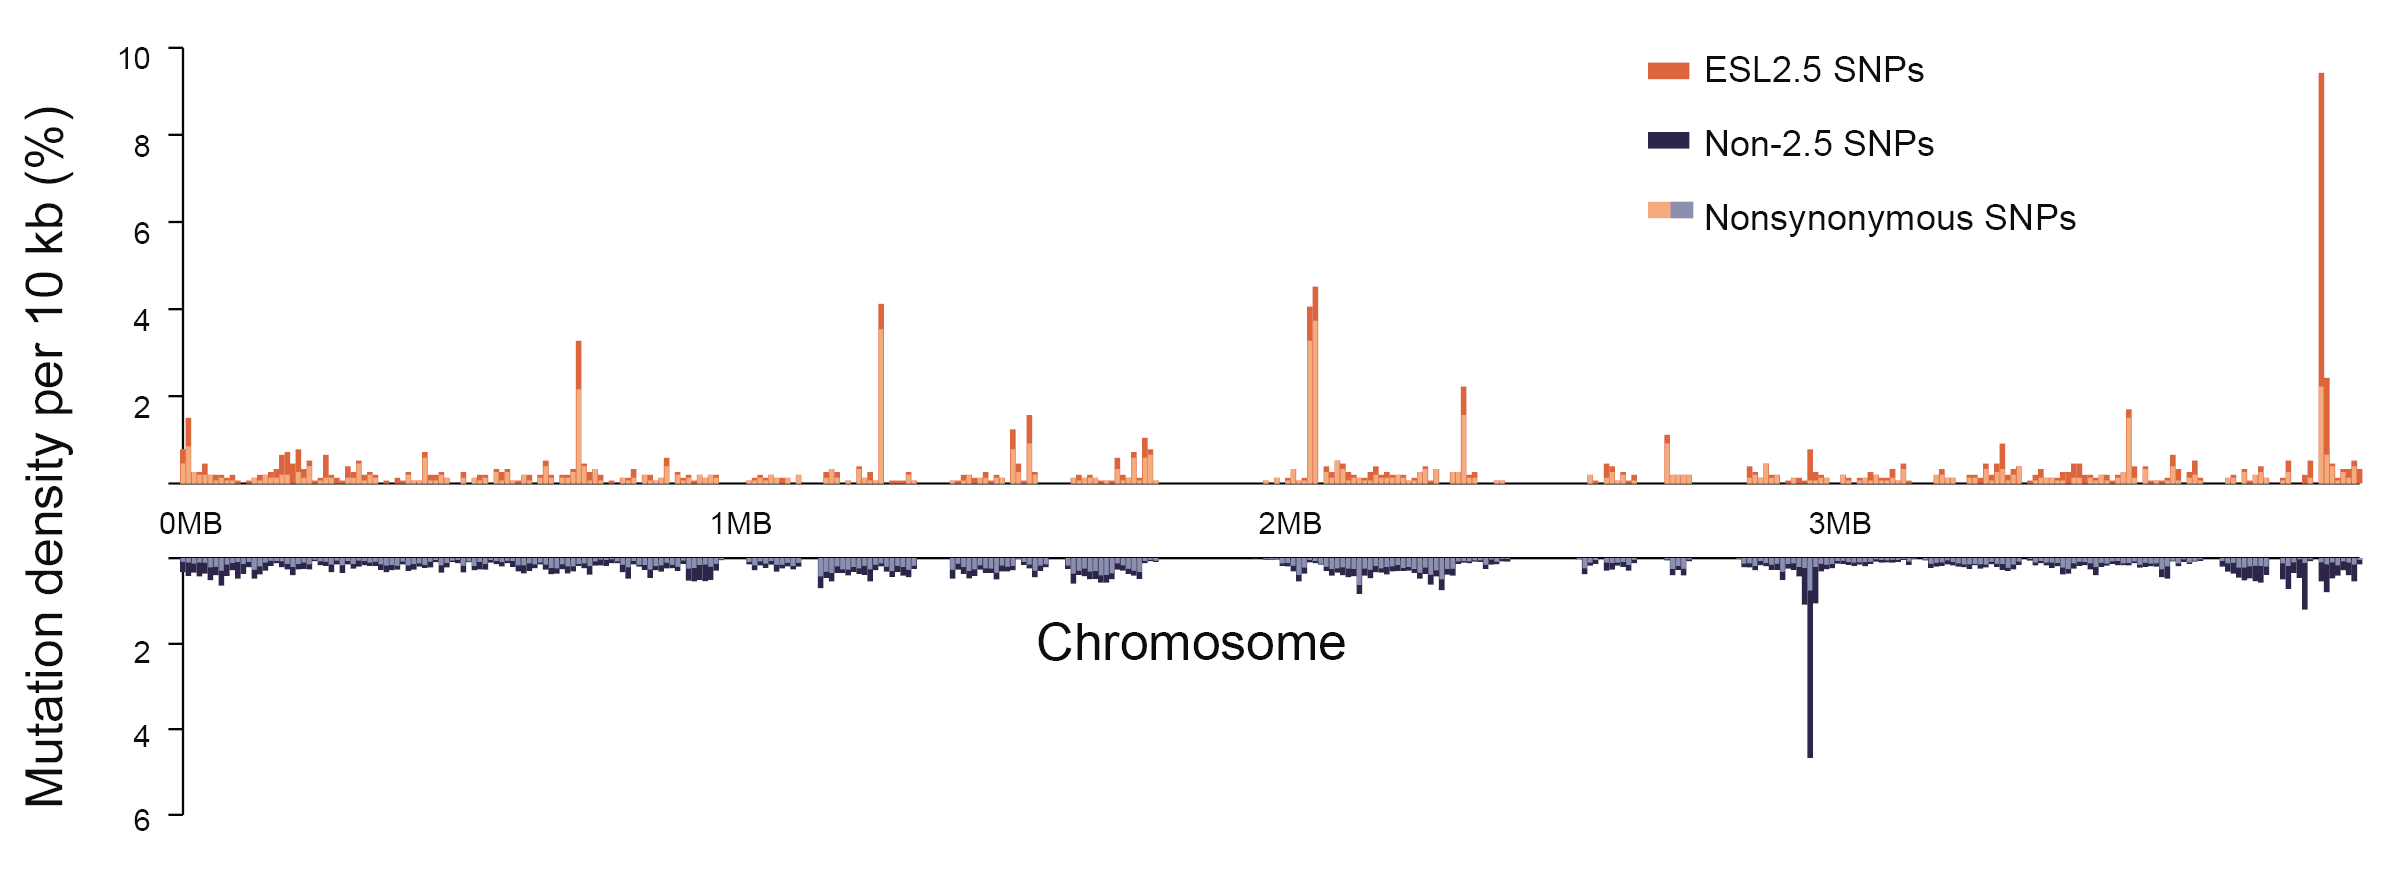 Mutation density per 10 kb (%)
10
8
6
4
2
ESL2.5 SNPs
Non-2.5 SNPs
Nonsynonymous SNPs
0MB 1MB 2MB 3MB
Chromosome
2
4
6